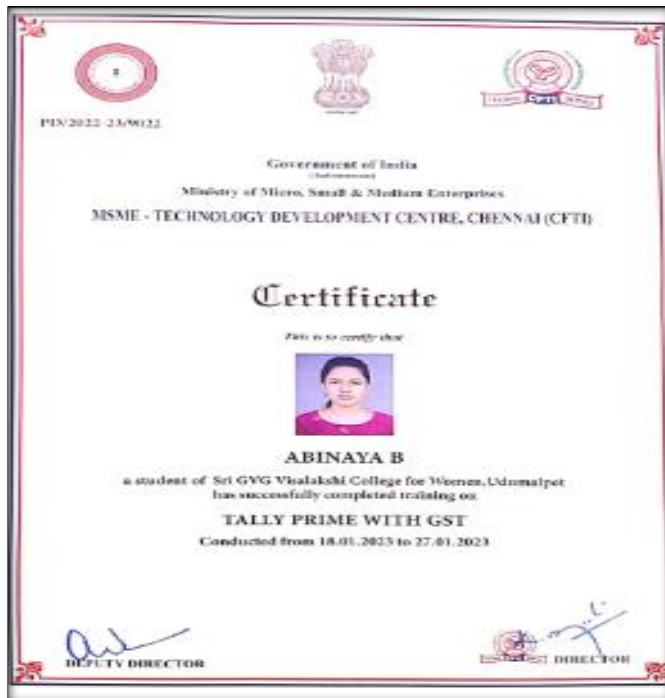 PIN/2022-23/9022
CFTI
Government of India
Ministry of Micro, Small & Medium Enterprises
MSME - TECHNOLOGY DEVELOPMENT CENTRE, CHENNAI (CFTI)
Certificate
This is to certify that
ABINAYA B
a student of Sri GVG Visalakshi College for Women, Udumalpet
has successfully completed training on
TALLY PRIME WITH GST
Conducted from 18.01.2023 to 27.01.2023
DEPUTY DIRECTOR
DIRECTOR